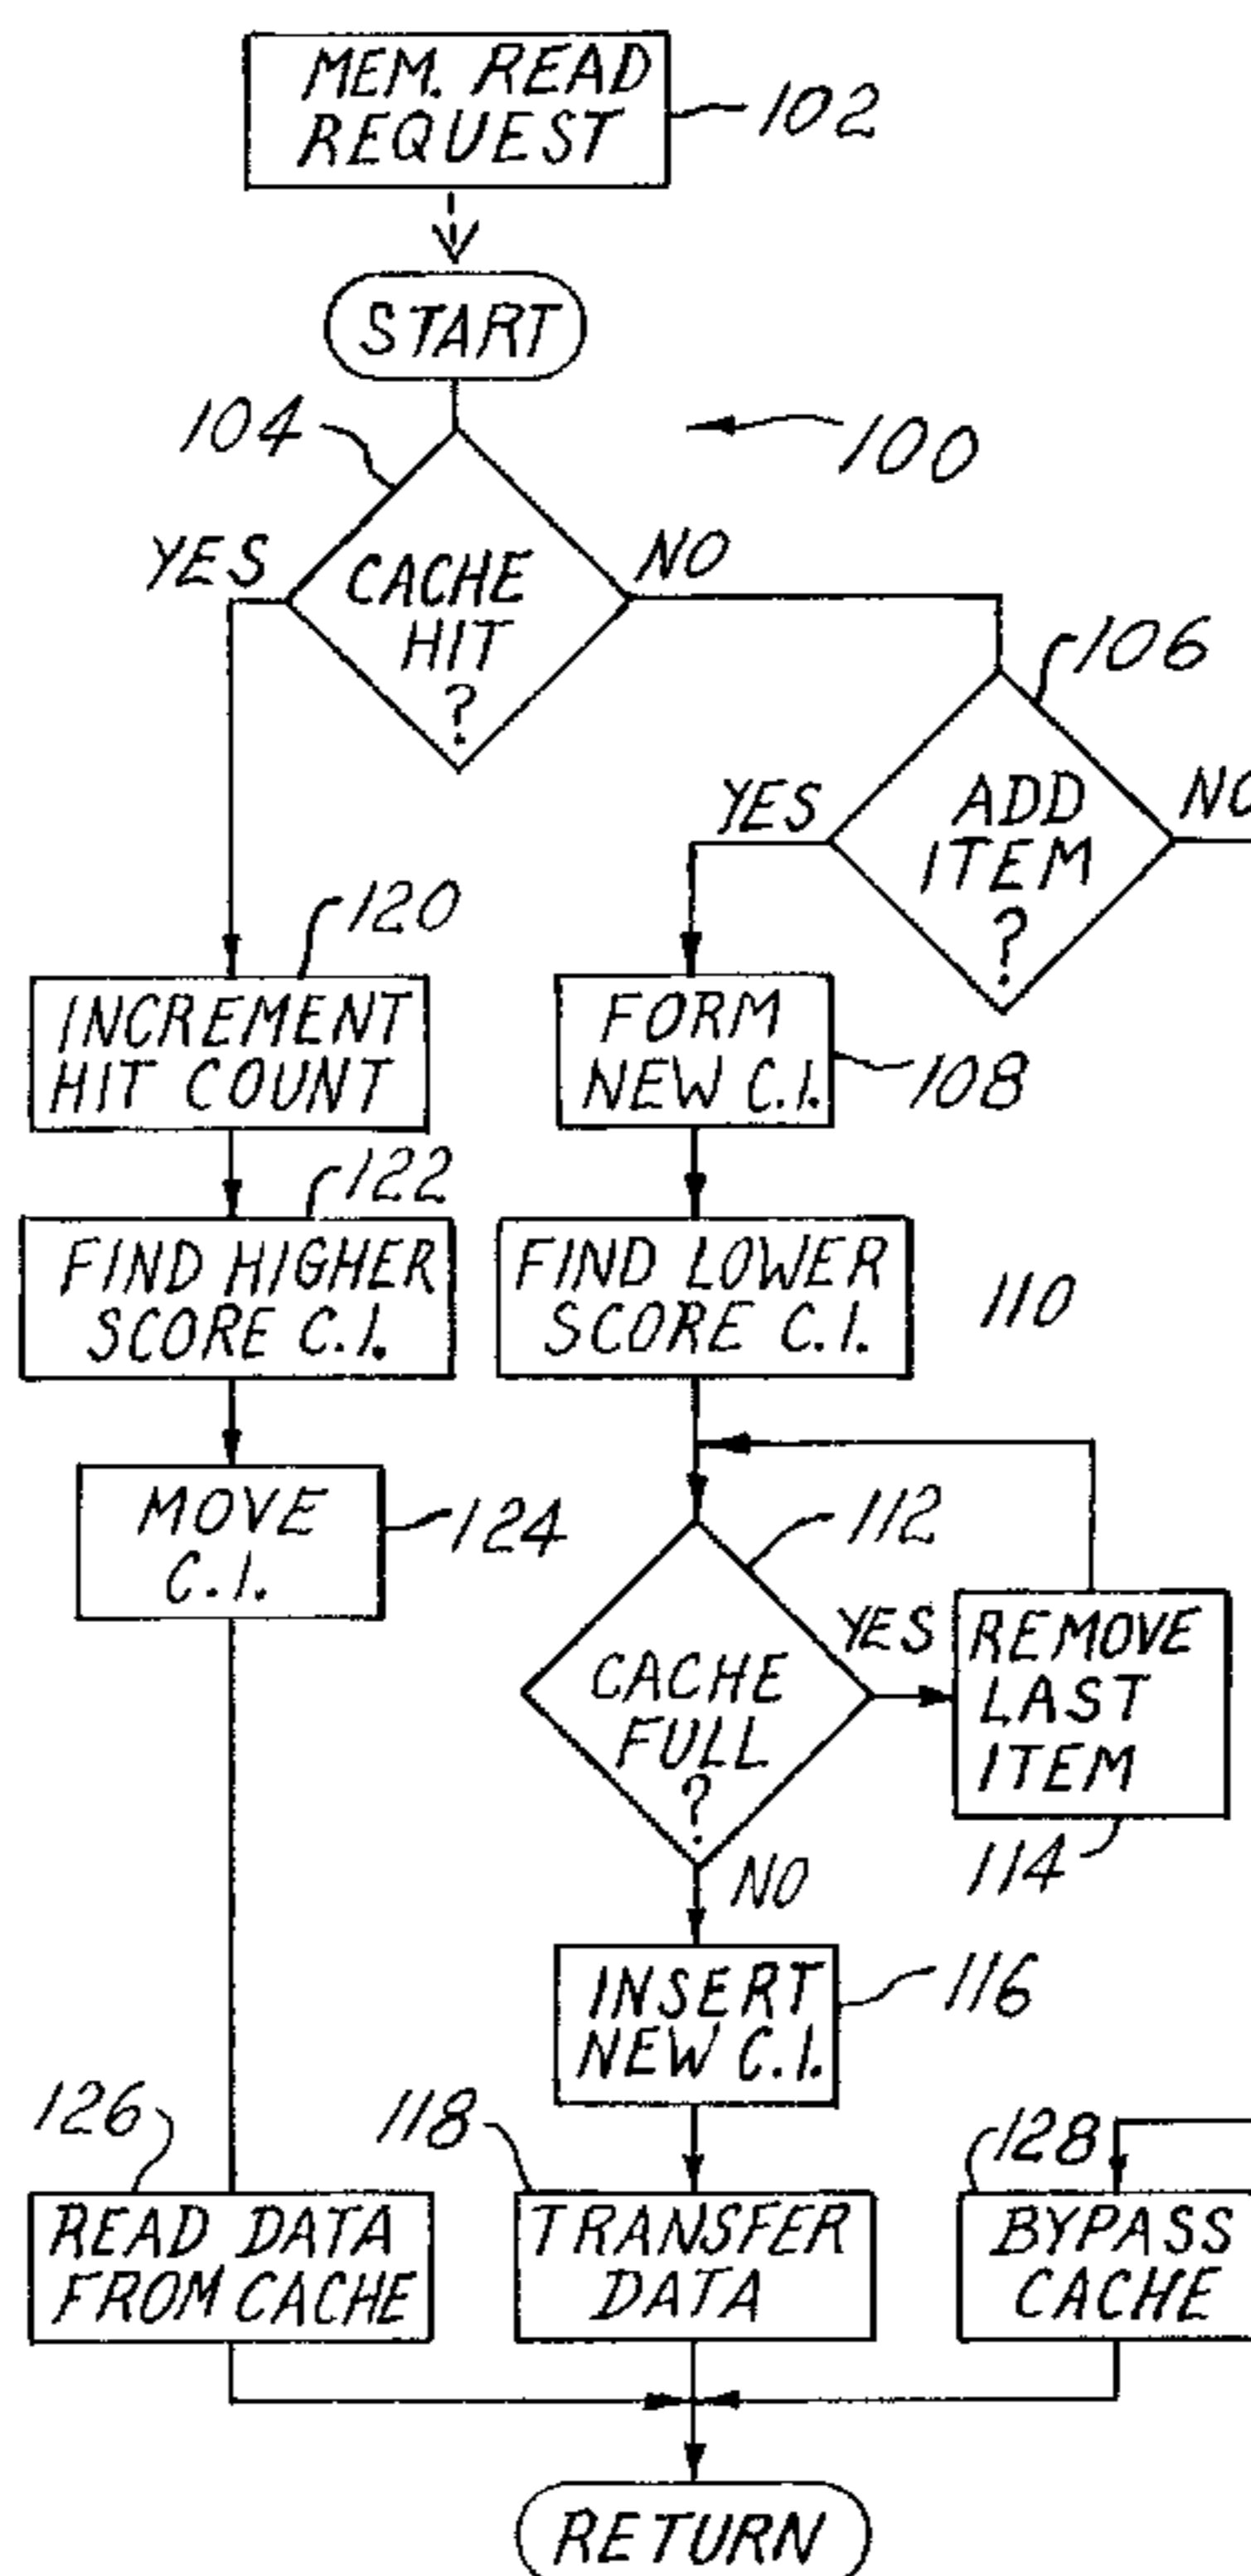 MEM. READ
REQUEST
102
START
104
100
YES
CACHE
HIT
?
NO
106
YES
ADD
ITEM
?
NO
120
INCREMENT
HIT COUNT
FORM
NEW C.I.
108
122
FIND HIGHER
SCORE C.I.
FIND LOWER
SCORE C.I.
110
MOVE
C.I.
124
112
CACHE
FULL
?
YES
REMOVE
LAST
ITEM
114
NO
INSERT
NEW C.I.
116
126
READ DATA
FROM CACHE
118
TRANSFER
DATA
128
BYPASS
CACHE
RETURN